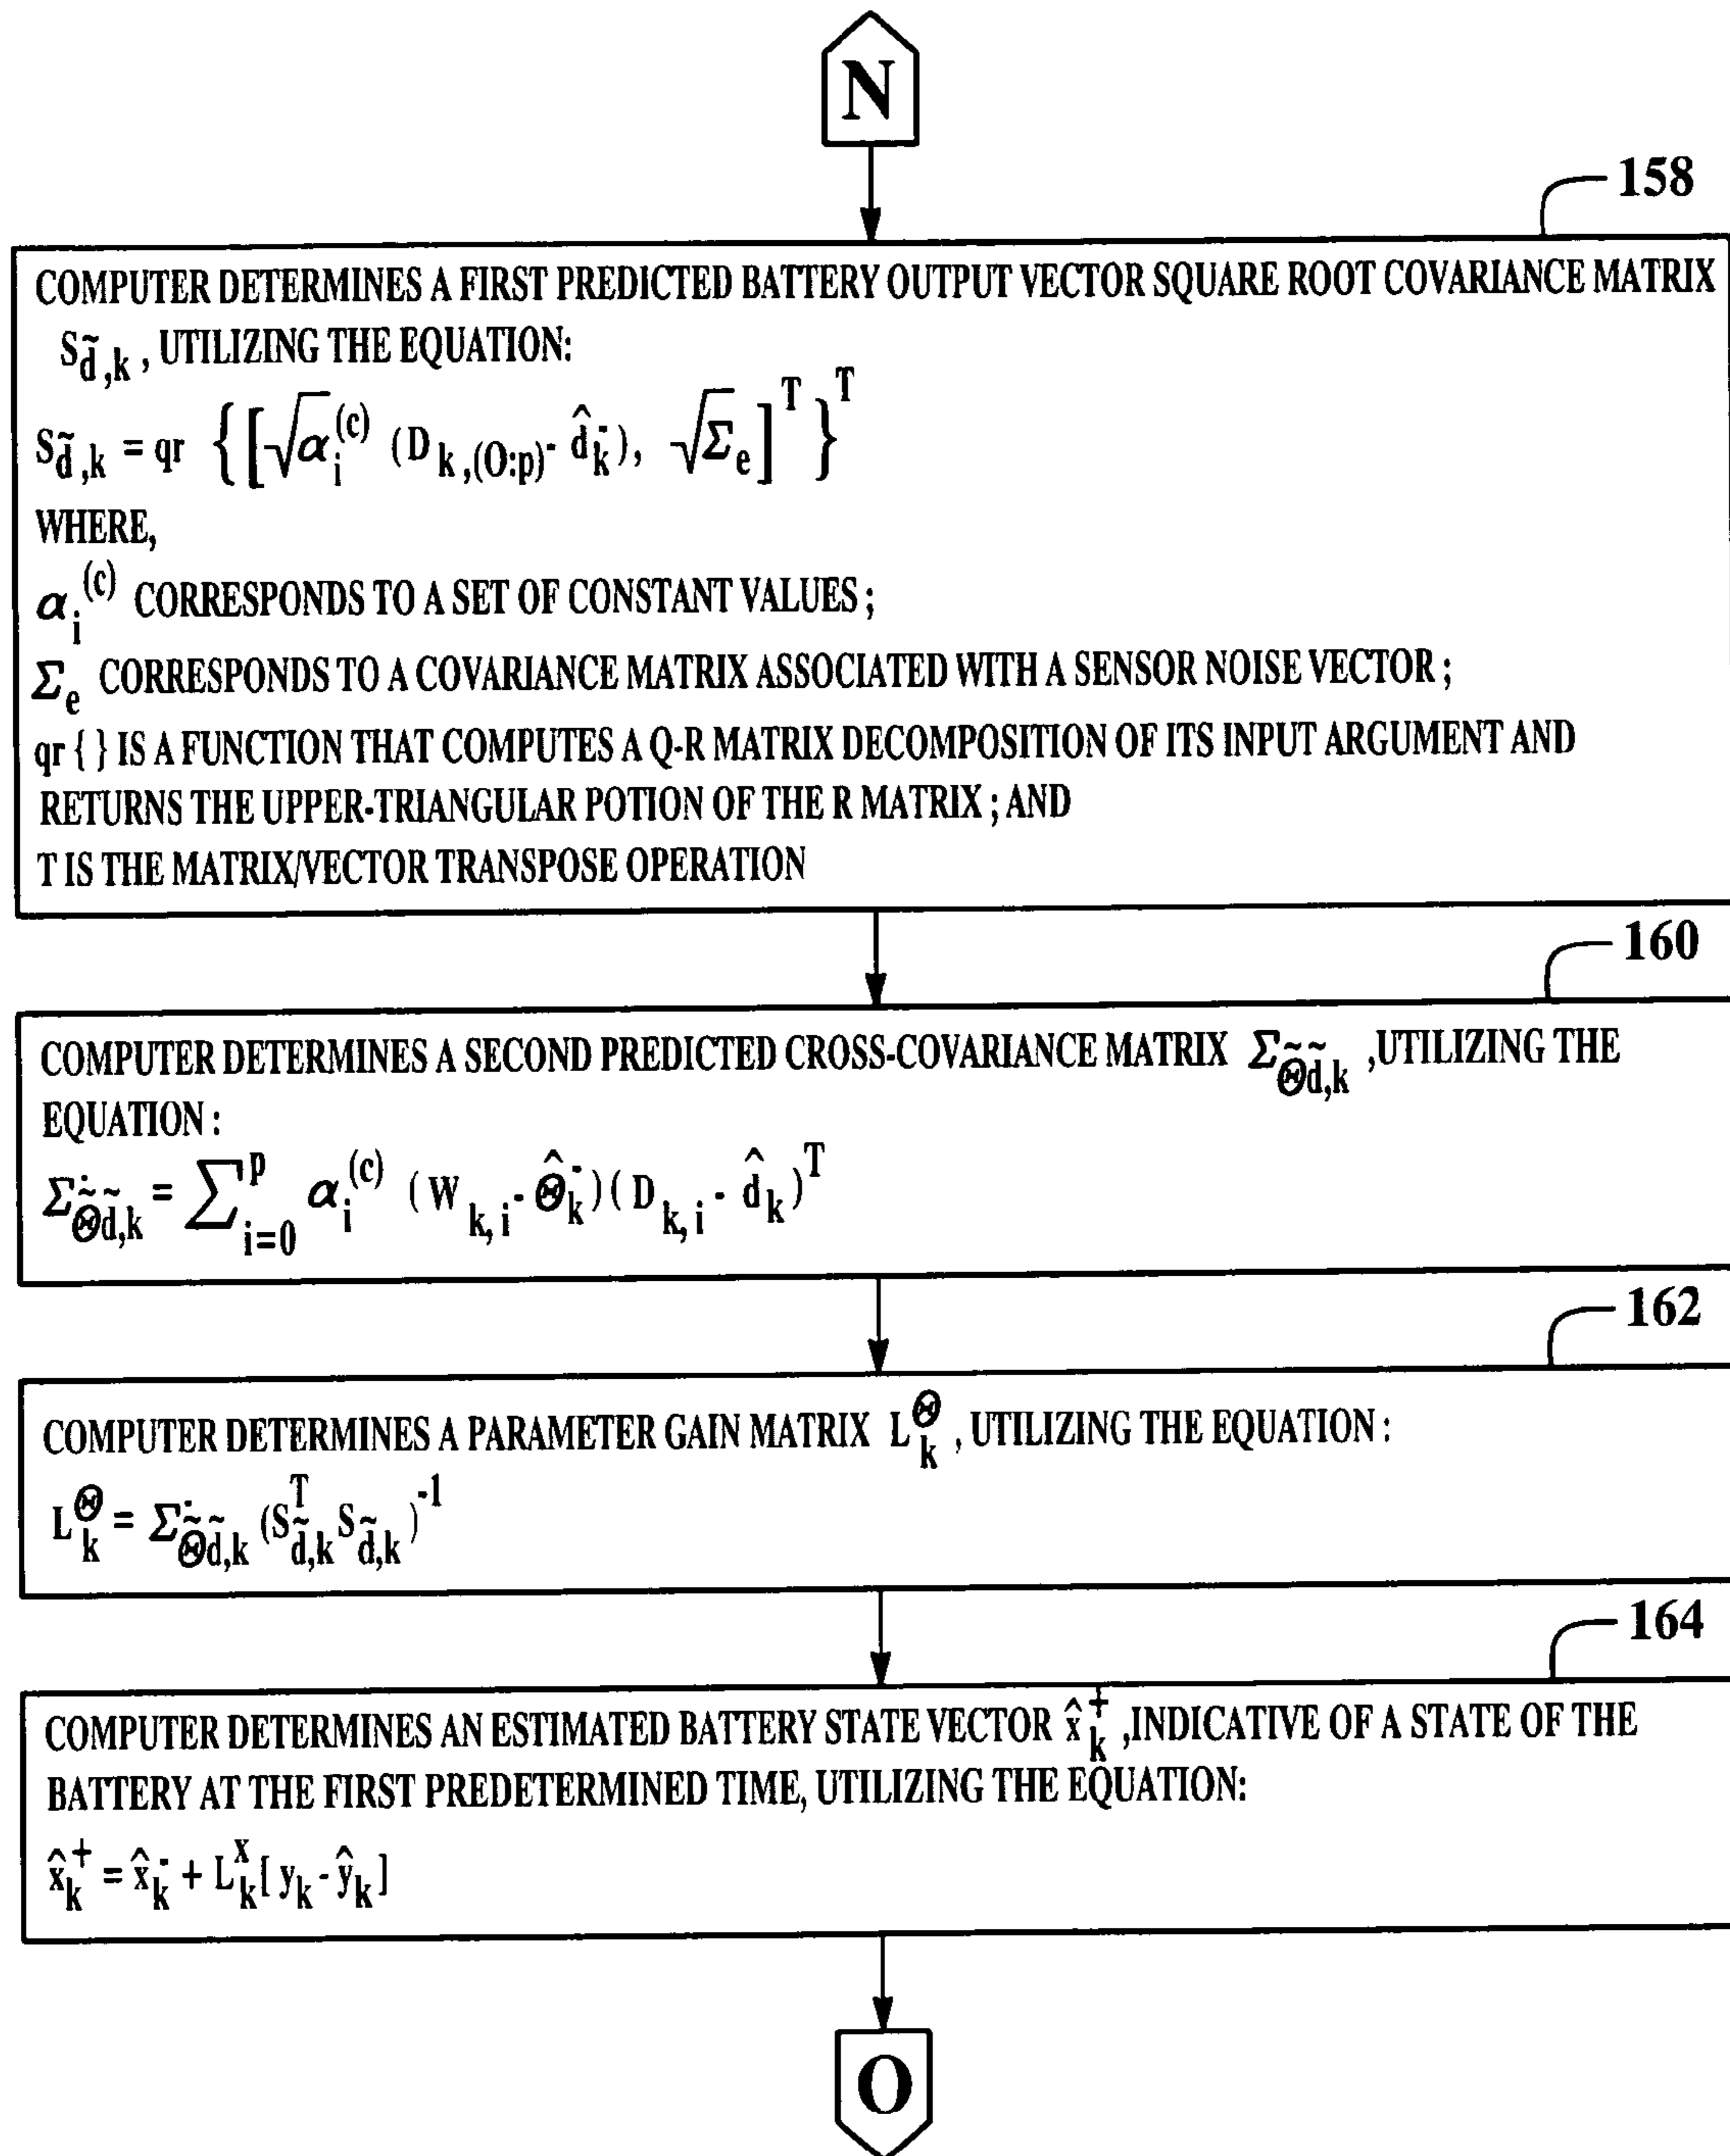 N
158
COMPUTER DETERMINES A FIRST PREDICTED BATTERY OUTPUT VECTOR SQUARE ROOT COVARIANCE MATRIX
S_{d̃,k} , UTILIZING THE EQUATION:
S_{d̃,k} = qr { [ √α_i^{(c)} (D_{k,(O:p)} - d̂_k^-), √Σ_e ]^T }^T
WHERE,
α_i^{(c)} CORRESPONDS TO A SET OF CONSTANT VALUES ;
Σ_e CORRESPONDS TO A COVARIANCE MATRIX ASSOCIATED WITH A SENSOR NOISE VECTOR ;
qr { } IS A FUNCTION THAT COMPUTES A Q-R MATRIX DECOMPOSITION OF ITS INPUT ARGUMENT AND
RETURNS THE UPPER-TRIANGULAR POTION OF THE R MATRIX ; AND
T IS THE MATRIX/VECTOR TRANSPOSE OPERATION
160
COMPUTER DETERMINES A SECOND PREDICTED CROSS-COVARIANCE MATRIX Σ_{Θ̃d̃,k} ,UTILIZING THE
EQUATION :
Σ^-_{Θ̃d̃,k} = ∑_{i=0}^p α_i^{(c)} (W_{k,i} - Θ̂_k^-)(D_{k,i} - d̂_k)^T
162
COMPUTER DETERMINES A PARAMETER GAIN MATRIX L_k^Θ , UTILIZING THE EQUATION :
L_k^Θ = Σ^-_{Θ̃d̃,k} (S^T_{d̃,k} S_{d̃,k})^{-1}
164
COMPUTER DETERMINES AN ESTIMATED BATTERY STATE VECTOR x̂_k^+ ,INDICATIVE OF A STATE OF THE
BATTERY AT THE FIRST PREDETERMINED TIME, UTILIZING THE EQUATION:
x̂_k^+ = x̂_k^- + L_k^x [ y_k - ŷ_k ]
O